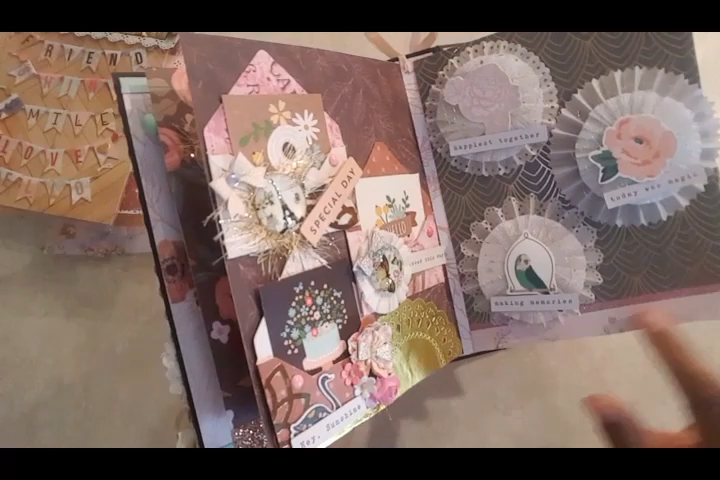 FRIEND
SMILE
LOVE
SPECIAL DAY
hey, Sunshine
happiest together
today was magic
making memories